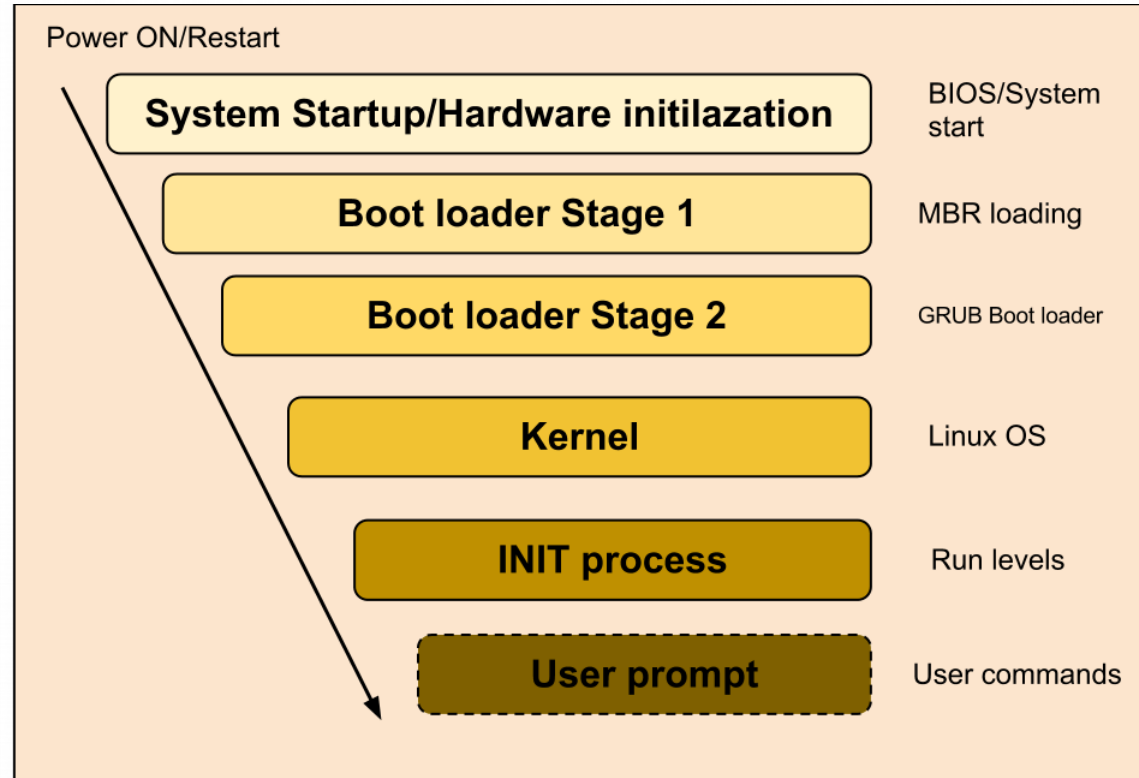 Power ON/Restart
System Startup/Hardware initilazation
BIOS/System
start
Boot loader Stage 1
MBR loading
Boot loader Stage 2
GRUB Boot loader
Kernel
Linux OS
INIT process
Run levels
User prompt
User commands